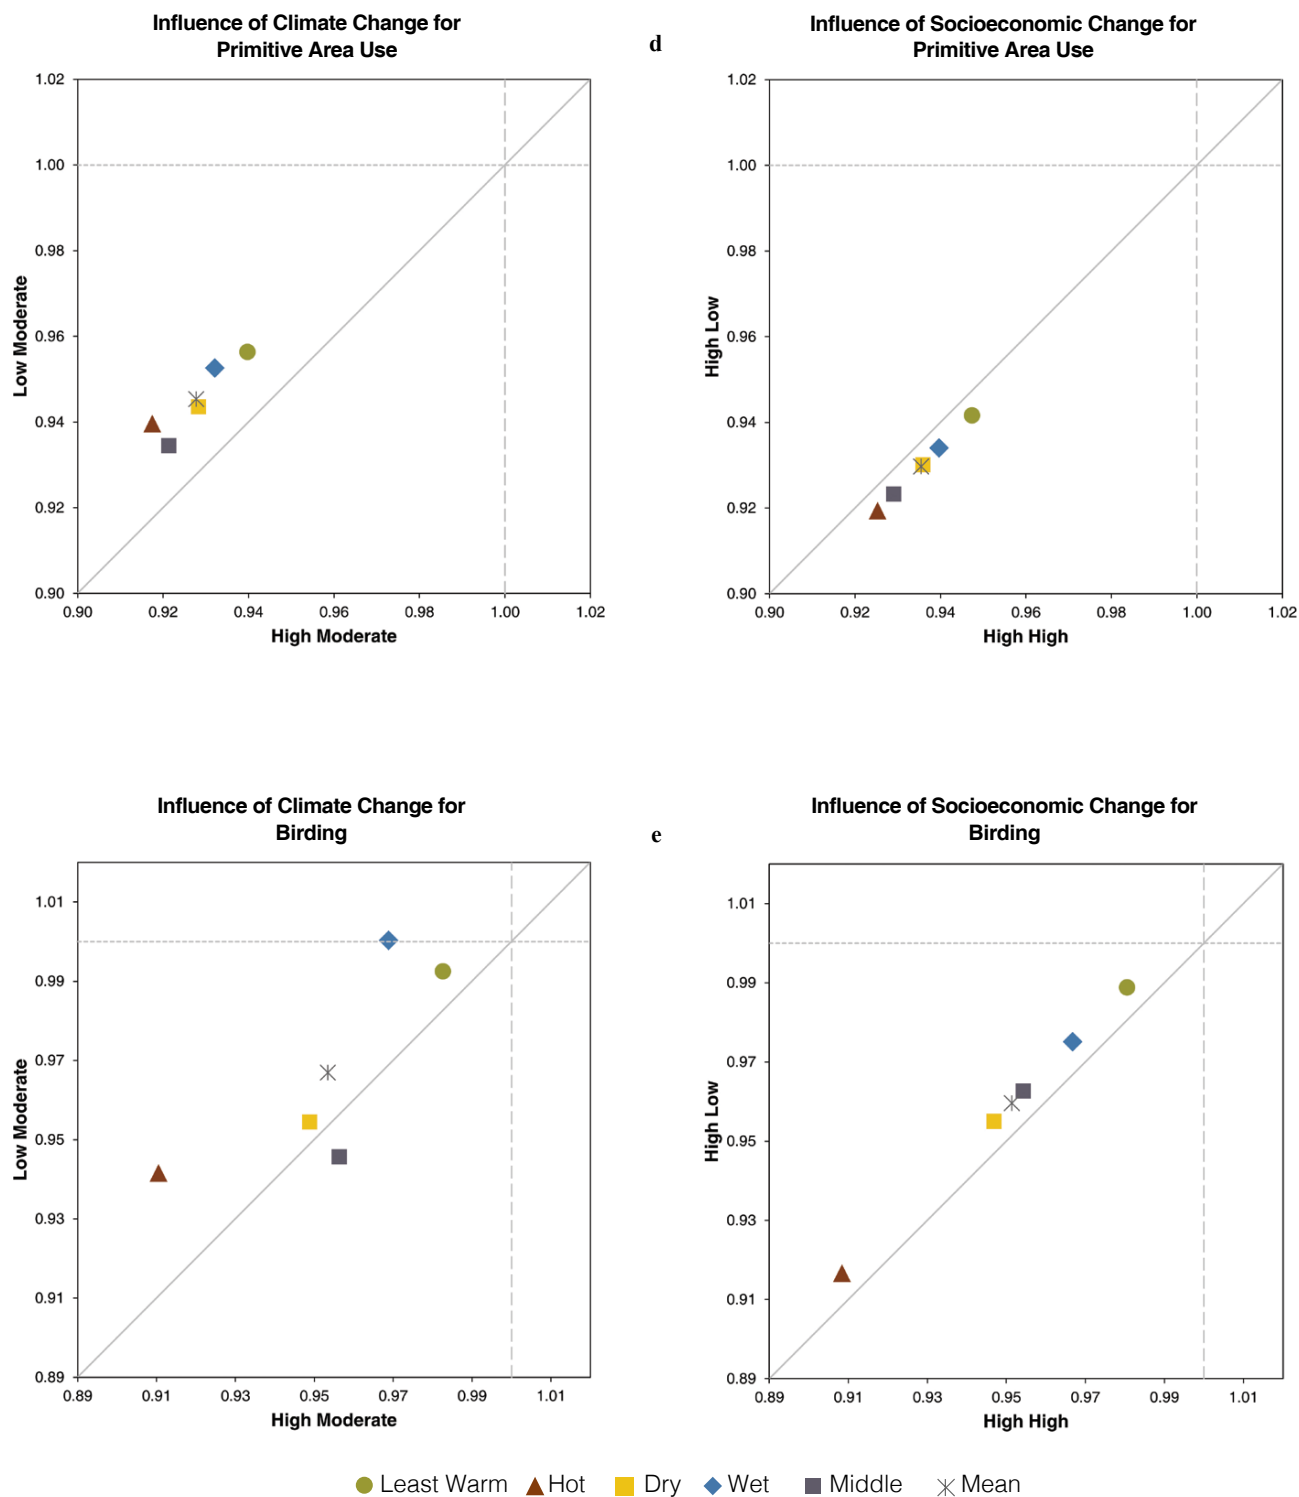 Influence of Climate Change for
Primitive Area Use
1.02
1.00
0.98
0.96
0.94
0.92
0.90
Low Moderate
0.90 0.92 0.94 0.96 0.98 1.00 1.02
High Moderate
d
Influence of Socioeconomic Change for
Primitive Area Use
1.02
1.00
0.98
0.96
0.94
0.92
0.90
High Low
0.90 0.92 0.94 0.96 0.98 1.00 1.02
High High
Influence of Climate Change for
Birding
1.01
0.99
0.97
0.95
0.93
0.91
0.89
Low Moderate
0.89 0.91 0.93 0.95 0.97 0.99 1.01
High Moderate
e
Influence of Socioeconomic Change for
Birding
1.01
0.99
0.97
0.95
0.93
0.91
0.89
High Low
0.89 0.91 0.93 0.95 0.97 0.99 1.01
High High
Least Warm Hot Dry Wet Middle Mean